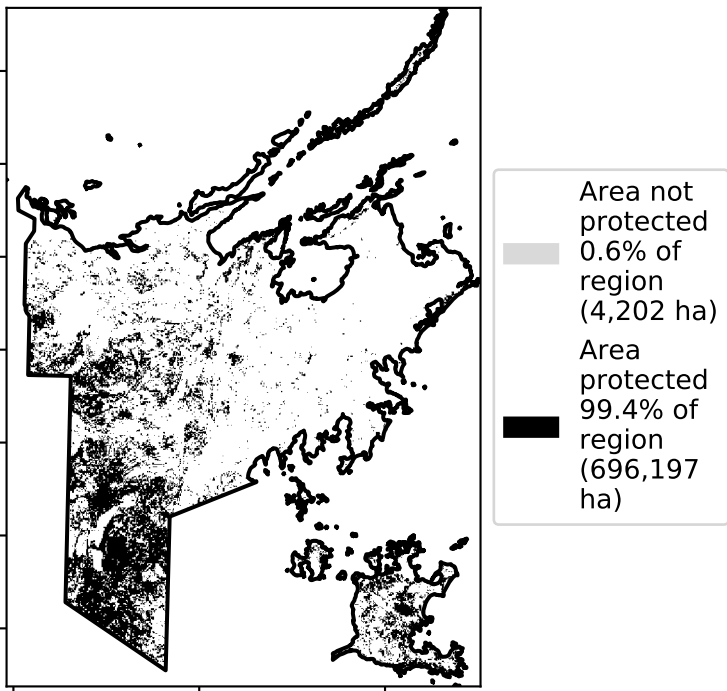 Area not
protected
0.6% of
region
(4,202 ha)
Area
protected
99.4% of
region
(696,197
ha)